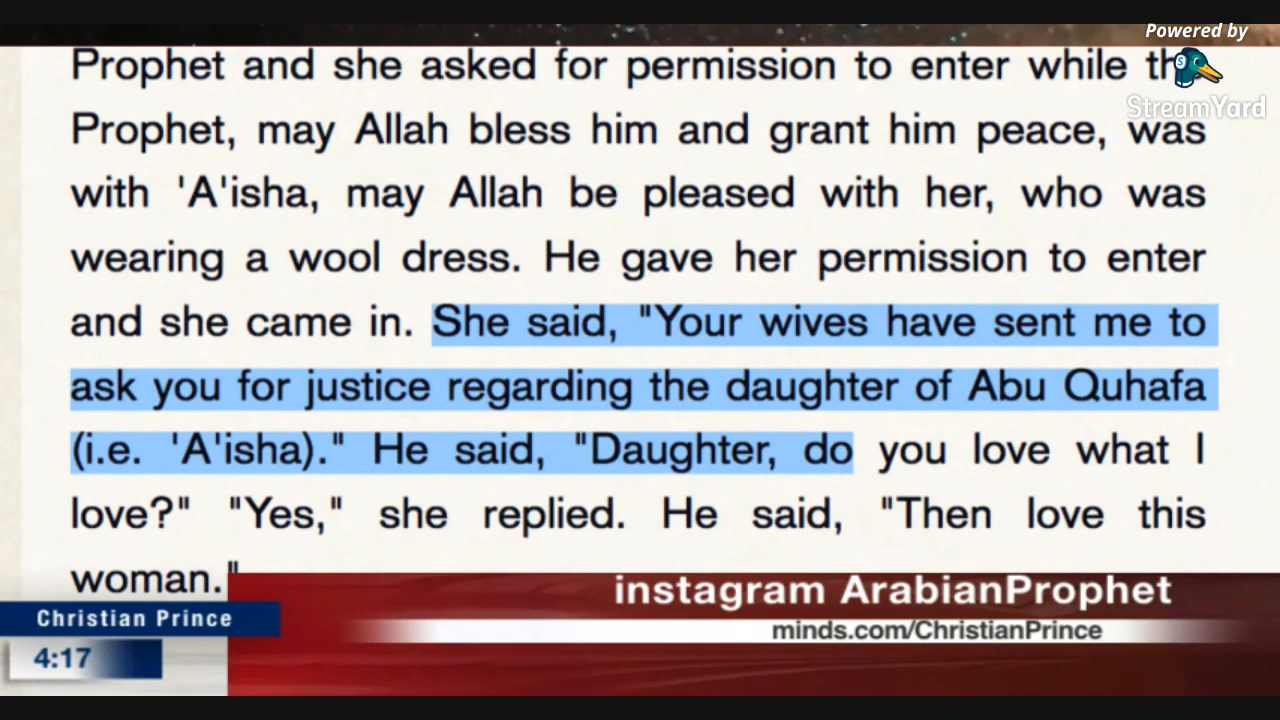 Powered by
StreamYard
Prophet and she asked for permission to enter while the
Prophet, may Allah bless him and grant him peace, was
with 'A'isha, may Allah be pleased with her, who was
wearing a wool dress. He gave her permission to enter
and she came in. She said, "Your wives have sent me to
ask you for justice regarding the daughter of Abu Quhafa
(i.e. 'A'isha)." He said, "Daughter, do you love what I
love?" "Yes," she replied. He said, "Then love this
woman."
instagram ArabianProphet
minds.com/ChristianPrince
Christian Prince
4:17